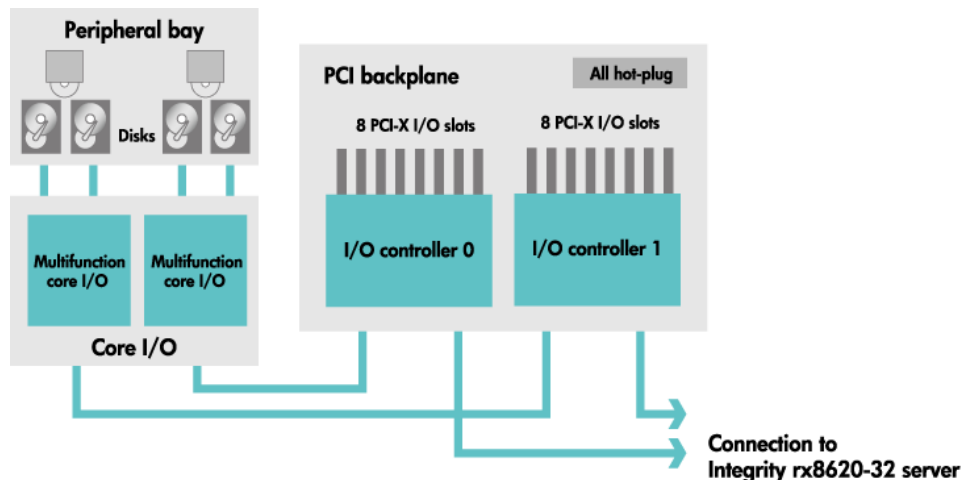 Peripheral bay
Disks
Multifunction
core I/O
Multifunction
core I/O
Core I/O
PCI backplane
All hot-plug
8 PCI-X I/O slots
8 PCI-X I/O slots
I/O controller 0
I/O controller 1
Connection to
Integrity rx8620-32 server